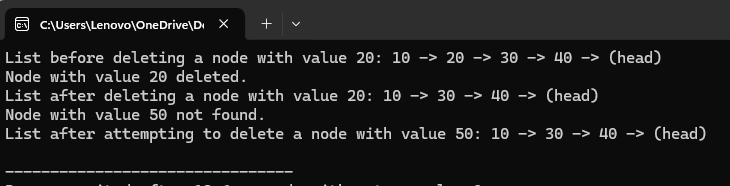 C:\Users\Lenovo\OneDrive\De
List before deleting a node with value 20: 10 -> 20 -> 30 -> 40 -> (head)
Node with value 20 deleted.
List after deleting a node with value 20: 10 -> 30 -> 40 -> (head)
Node with value 50 not found.
List after attempting to delete a node with value 50: 10 -> 30 -> 40 -> (head)
--------------------------------